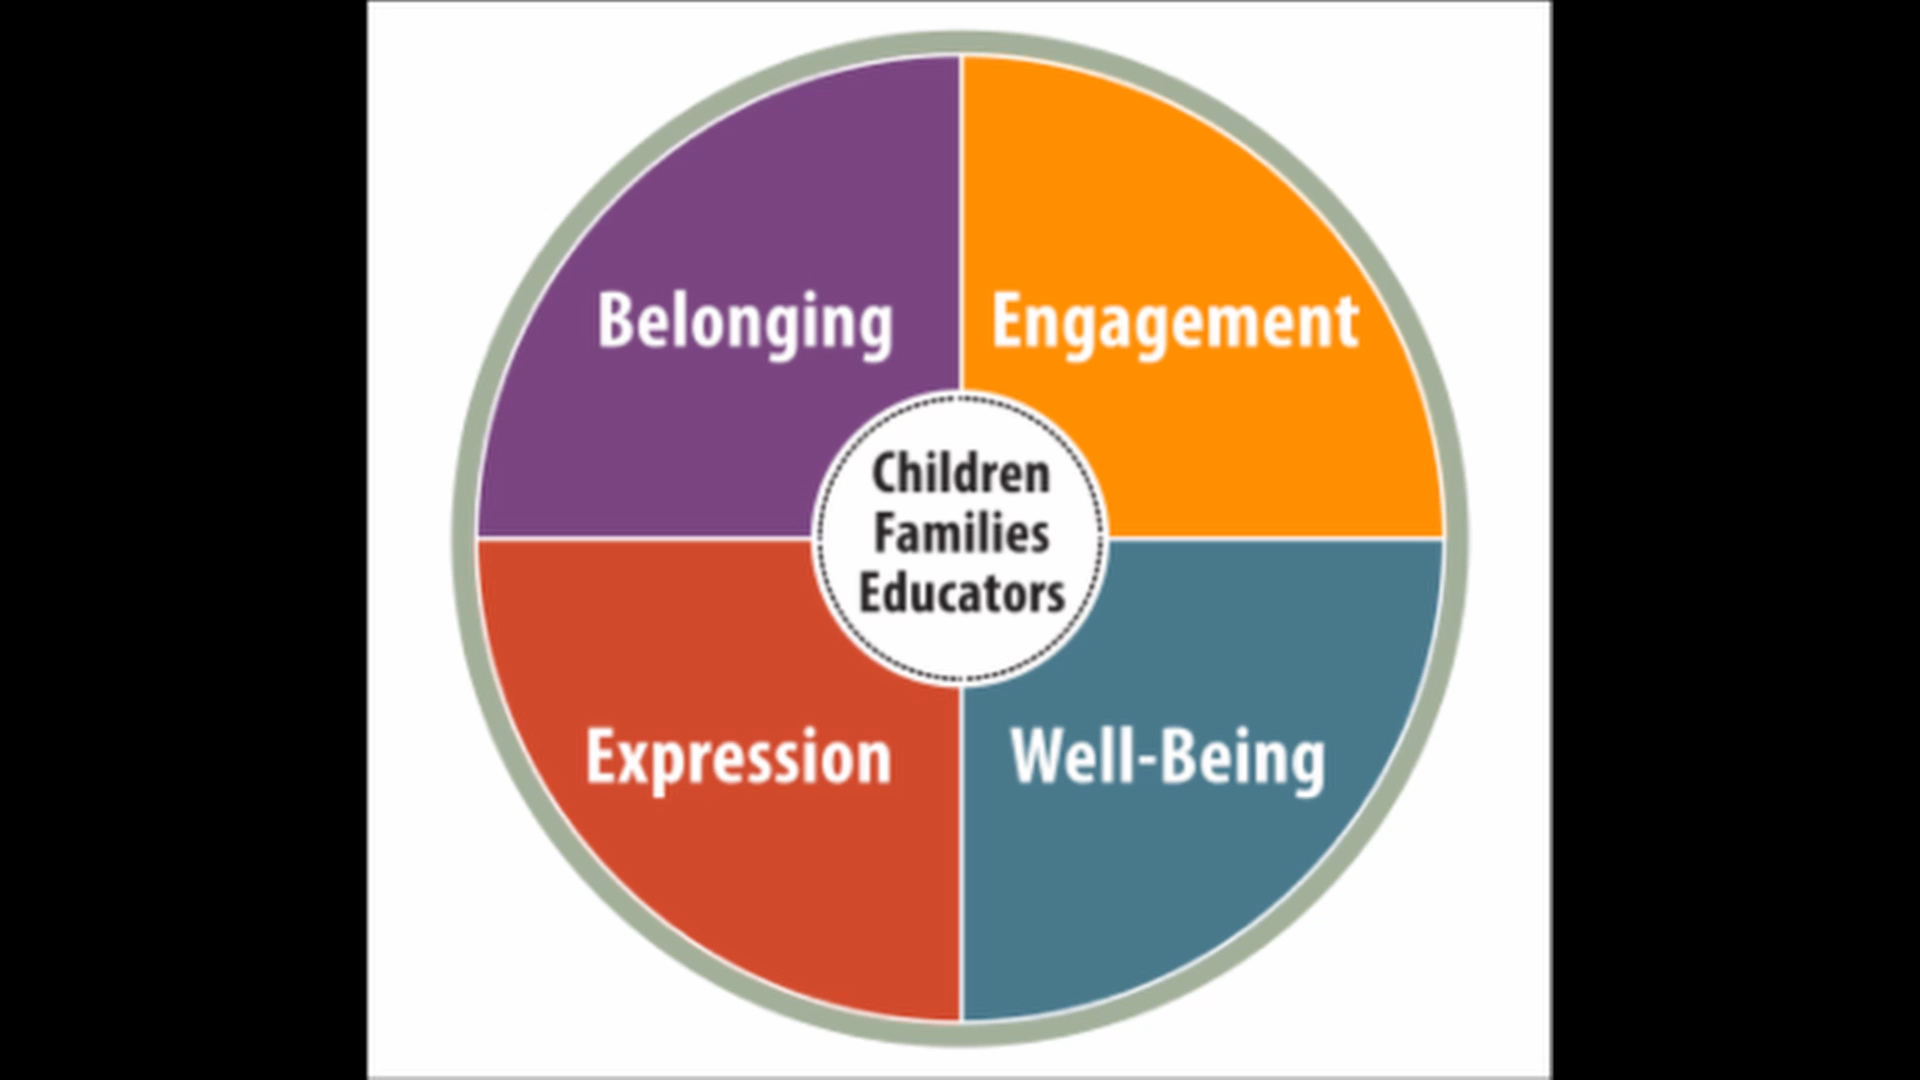 Belonging
Engagement
Children
Families
Educators
Expression
Well-Being